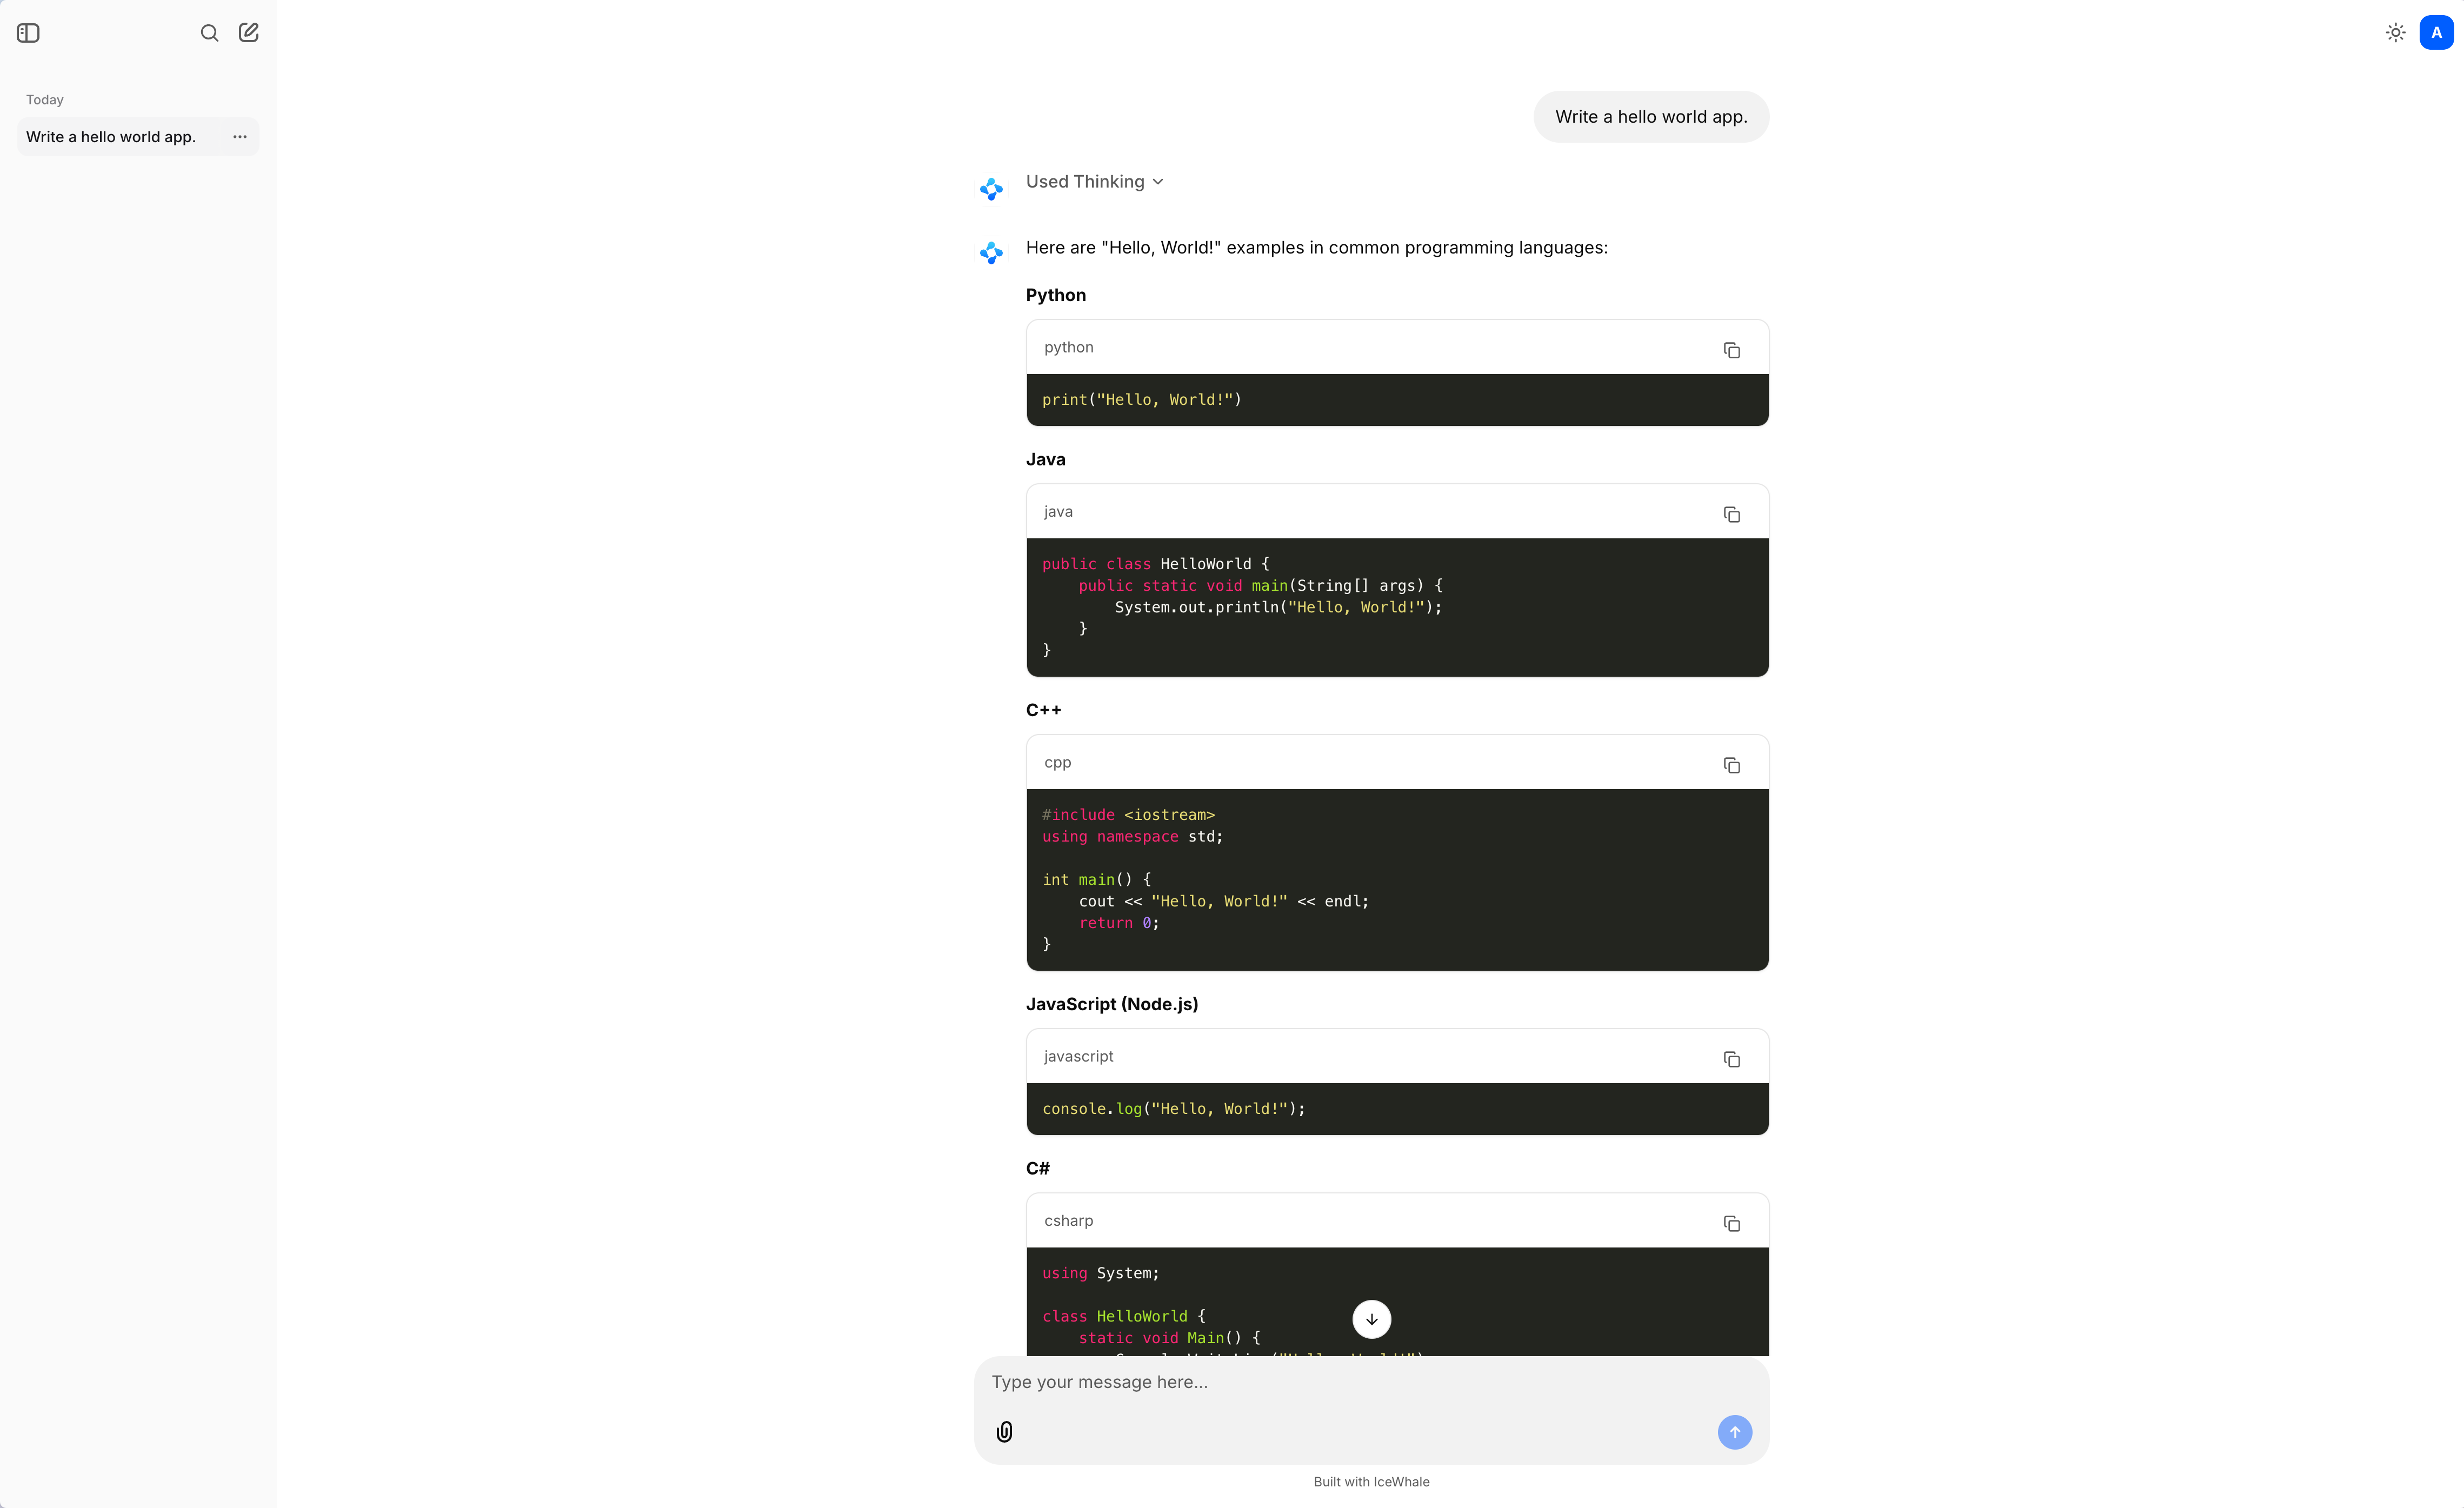 A
Today
Write a hello world app.
Write a hello world app.
Used Thinking
Here are "Hello, World!" examples in common programming languages:
Python
python
print("Hello, World!")
Java
java
public class HelloWorld {
    public static void main(String[] args) {
        System.out.println("Hello, World!");
    }
}
C++
cpp
#include <iostream>
using namespace std;
int main() {
    cout << "Hello, World!" << endl;
    return 0;
}
JavaScript (Node.js)
javascript
console.log("Hello, World!");
C#
csharp
using System;
class HelloWorld {
    static void Main() {
Type your message here...
Built with IceWhale